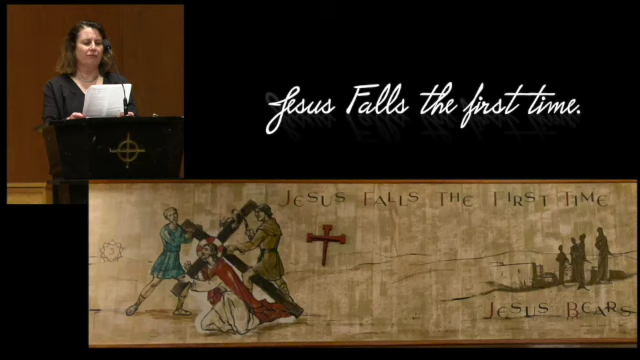 Jesus Falls the first time.
JESUS FALLS THE FIRST TIME
JESUS BEARS